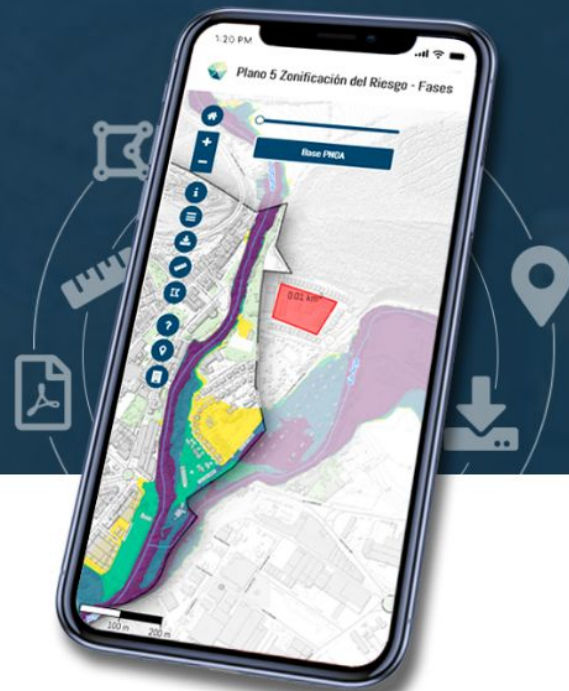 1:20 PM
Plano 5 Zonificación del Riesgo - Fases
Base PNOA
0.01 km²
100 m 200 m